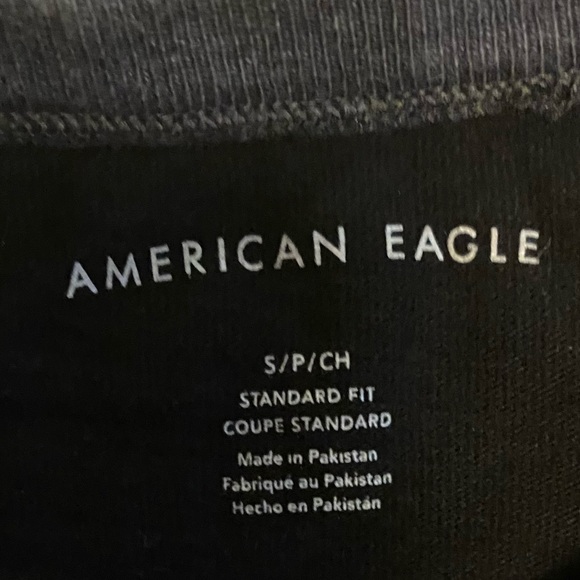 AMERICAN EAGLE
S/P/CH
STANDARD FIT
COUPE STANDARD
Made in Pakistan
Fabriqué au Pakistan
Hecho en Pakistán